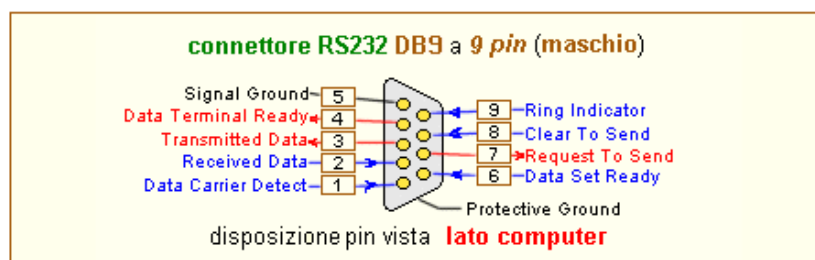 connettore RS232 DB9 a 9 pin (maschio)
Signal Ground 5
Data Terminal Ready 4
Transmitted Data 3
Received Data 2
Data Carrier Detect 1
9 Ring Indicator
8 Clear To Send
7 Request To Send
6 Data Set Ready
Protective Ground
disposizione pin vista lato computer